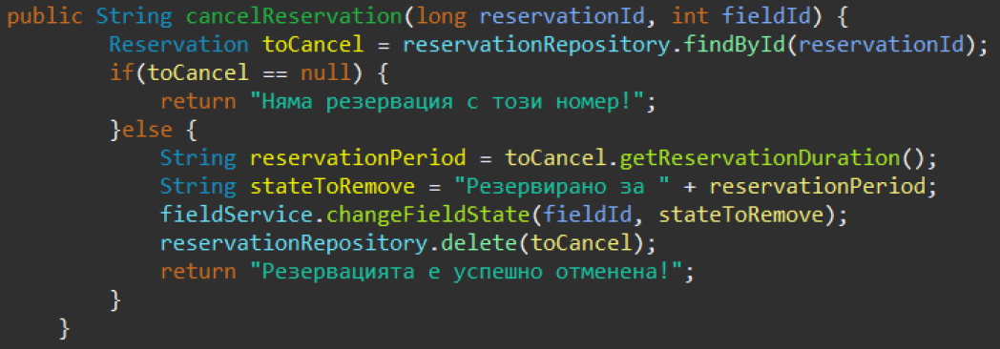 public String cancelReservation(long reservationId, int fieldId) {
Reservation toCancel = reservationRepository.findById(reservationId);
if(toCancel == null) {
return "Няма резервация с този номер!";
}else {
String reservationPeriod = toCancel.getReservationDuration();
String stateToRemove = "Резервирано за " + reservationPeriod;
fieldService.changeFieldState(fieldId, stateToRemove);
reservationRepository.delete(toCancel);
return "Резервацията е успешно отменена!";
}
}